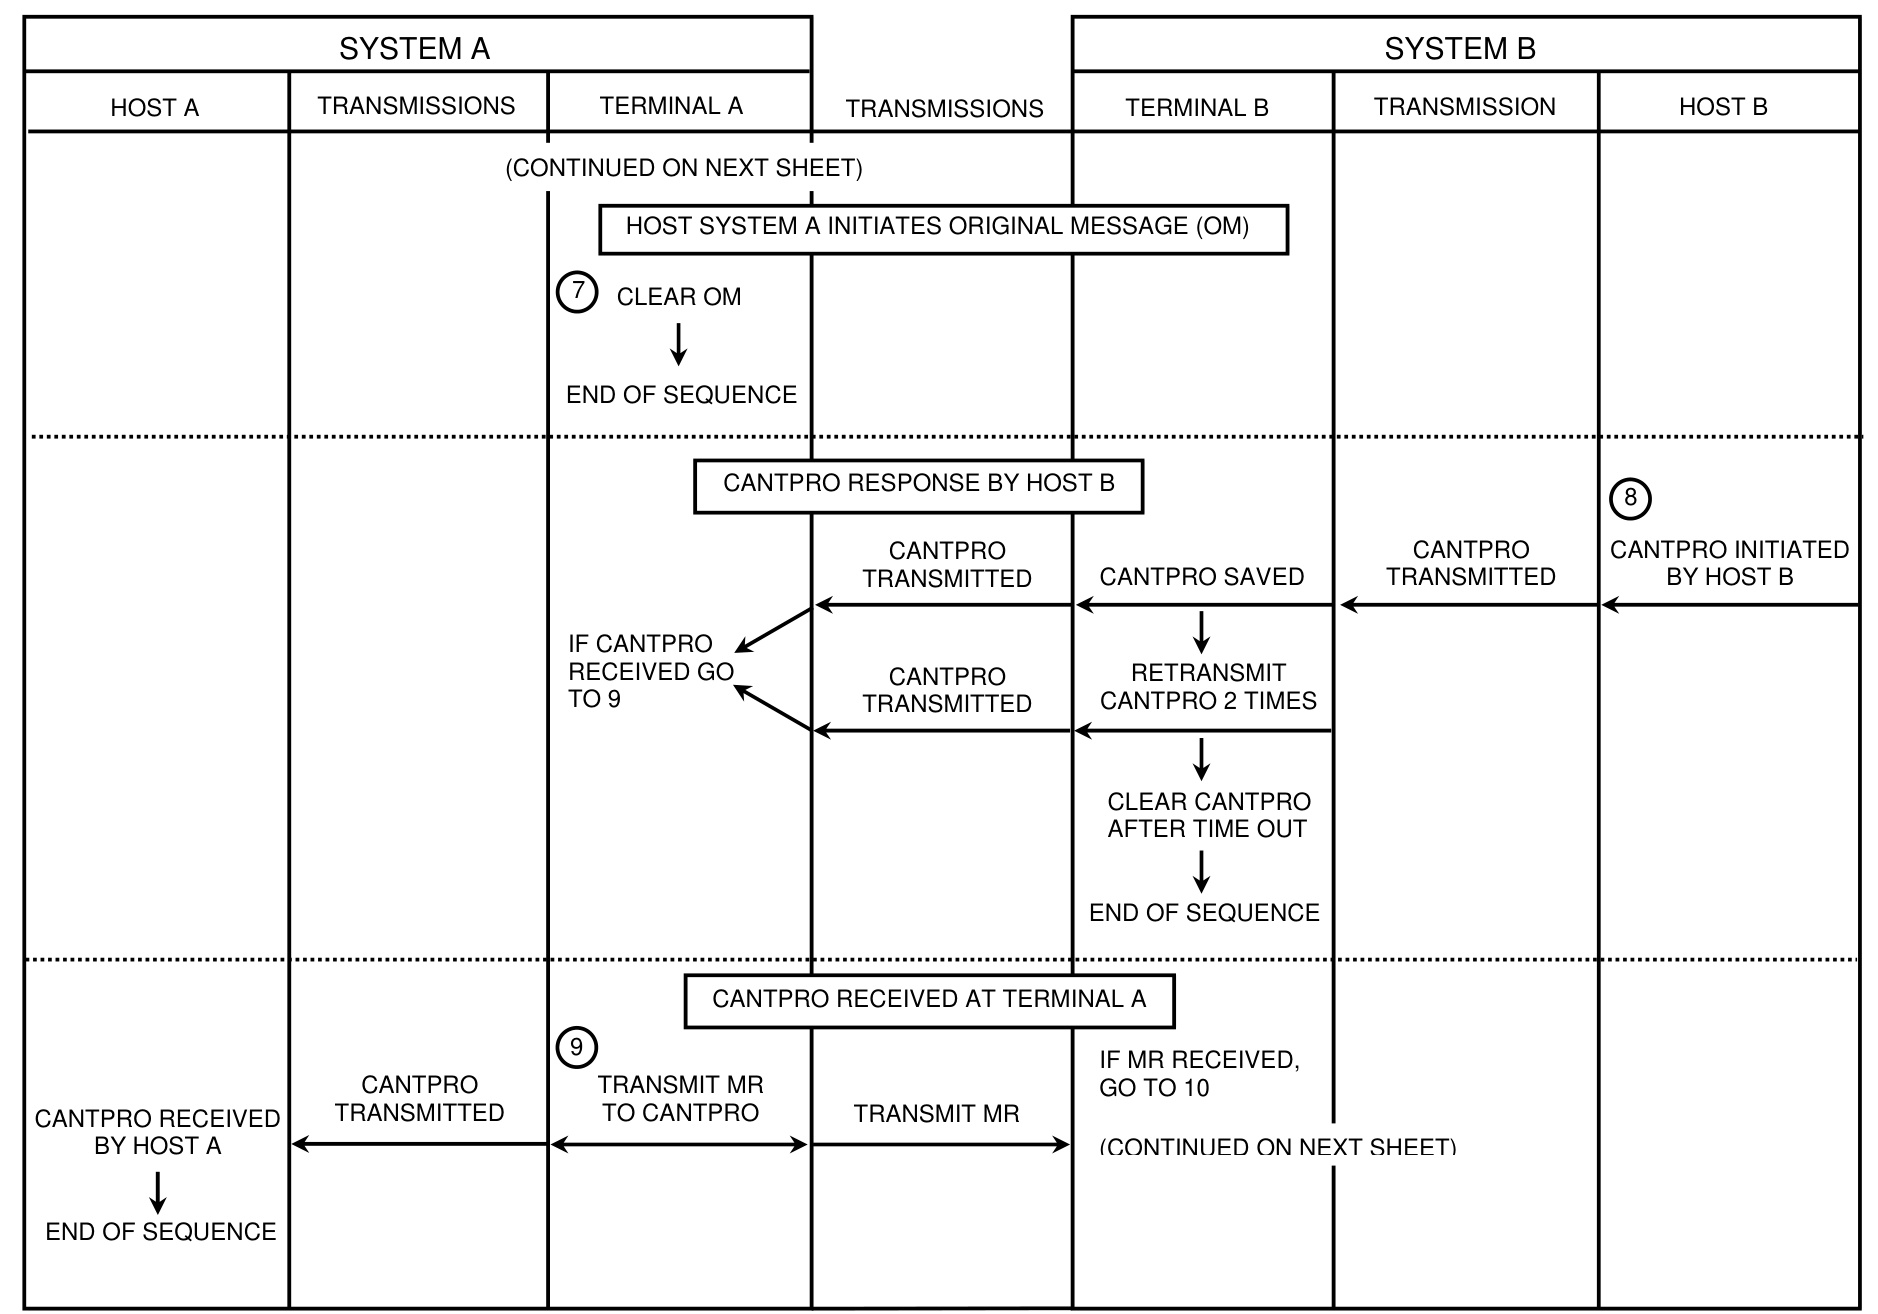 SYSTEM A
SYSTEM B
HOST A
TRANSMISSIONS
TERMINAL A
TRANSMISSIONS
TERMINAL B
TRANSMISSION
HOST B
(CONTINUED ON NEXT SHEET)
HOST SYSTEM A INITIATES ORIGINAL MESSAGE (OM)
7
CLEAR OM
END OF SEQUENCE
CANTPRO RESPONSE BY HOST B
8
CANTPRO INITIATED
BY HOST B
CANTPRO
TRANSMITTED
CANTPRO SAVED
CANTPRO
TRANSMITTED
IF CANTPRO
RECEIVED GO
TO 9
RETRANSMIT
CANTPRO 2 TIMES
CANTPRO
TRANSMITTED
CLEAR CANTPRO
AFTER TIME OUT
END OF SEQUENCE
CANTPRO RECEIVED AT TERMINAL A
9
TRANSMIT MR
TO CANTPRO
CANTPRO
TRANSMITTED
CANTPRO RECEIVED
BY HOST A
END OF SEQUENCE
TRANSMIT MR
IF MR RECEIVED,
GO TO 10
(CONTINUED ON NEXT SHEET)